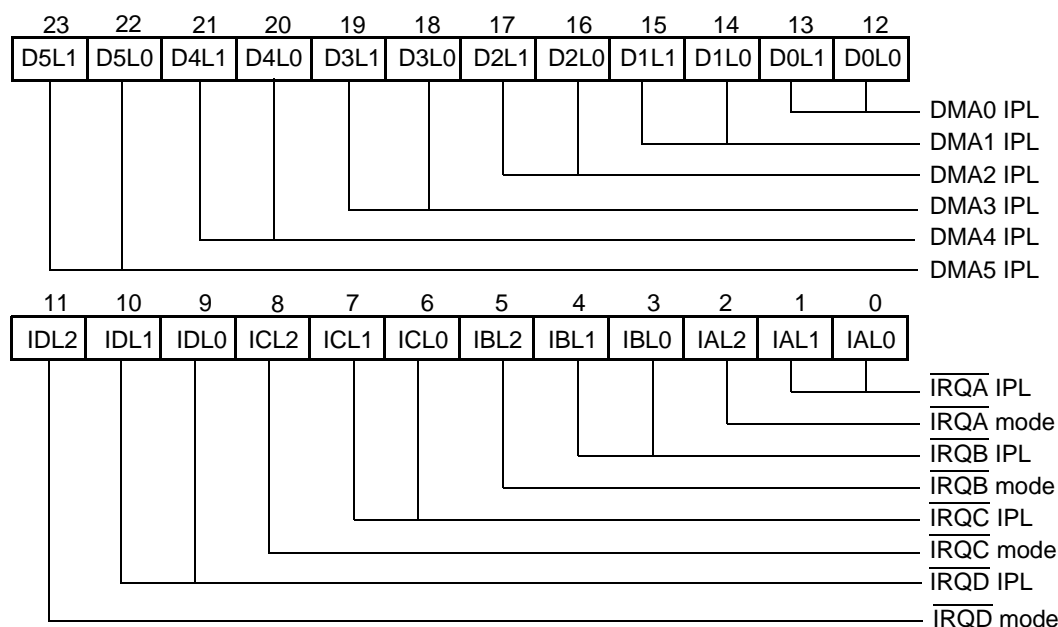 23 22 21 20 19 18 17 16 15 14 13 12
D5L1 D5L0 D4L1 D4L0 D3L1 D3L0 D2L1 D2L0 D1L1 D1L0 D0L1 D0L0
DMA0 IPL
DMA1 IPL
DMA2 IPL
DMA3 IPL
DMA4 IPL
DMA5 IPL
11 10 9 8 7 6 5 4 3 2 1 0
IDL2 IDL1 IDL0 ICL2 ICL1 ICL0 IBL2 IBL1 IBL0 IAL2 IAL1 IAL0
IRQA IPL
IRQA mode
IRQB IPL
IRQB mode
IRQC IPL
IRQC mode
IRQD IPL
IRQD mode